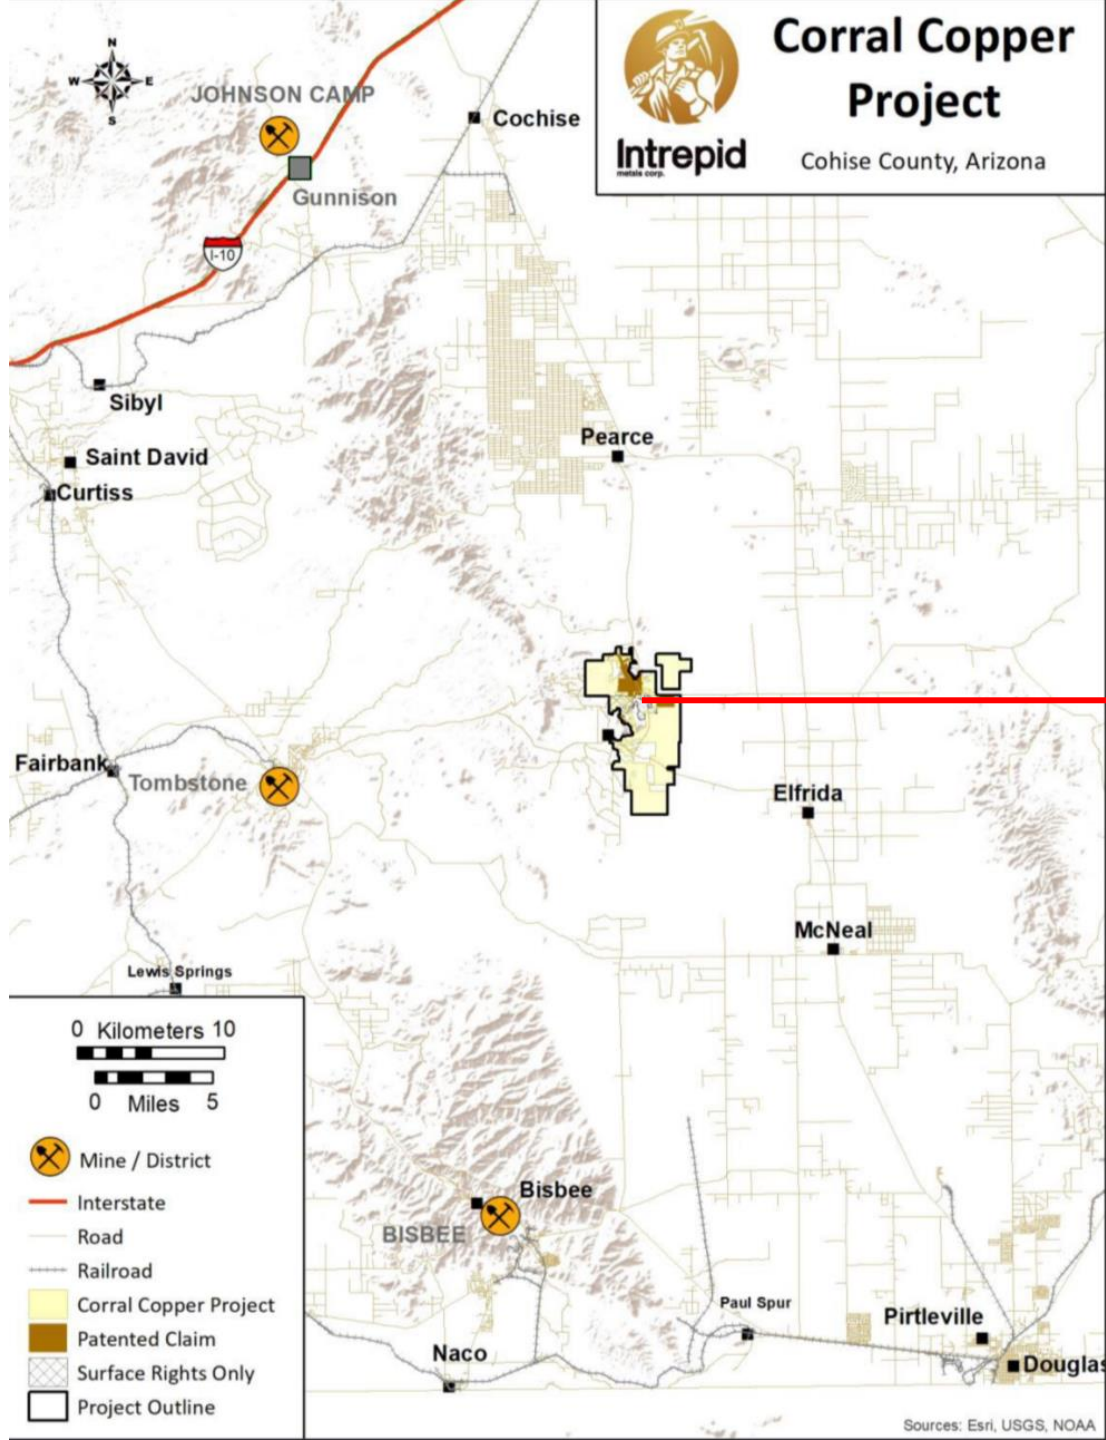 Corral Copper
Project
Cohise County, Arizona
Intrepid
metals corp.
N
W
E
S
JOHNSON CAMP
Cochise
Gunnison
I-10
Sibyl
Saint David
Curtiss
Pearce
Fairbank
Tombstone
Elfrida
McNeal
Lewis Springs
0 Kilometers 10
0 Miles 5
Mine / District
Interstate
Road
Railroad
Corral Copper Project
Patented Claim
Surface Rights Only
Project Outline
Bisbee
BISBEE
Paul Spur
Pirtleville
Naco
Douglas
Sources: Esri, USGS, NOAA